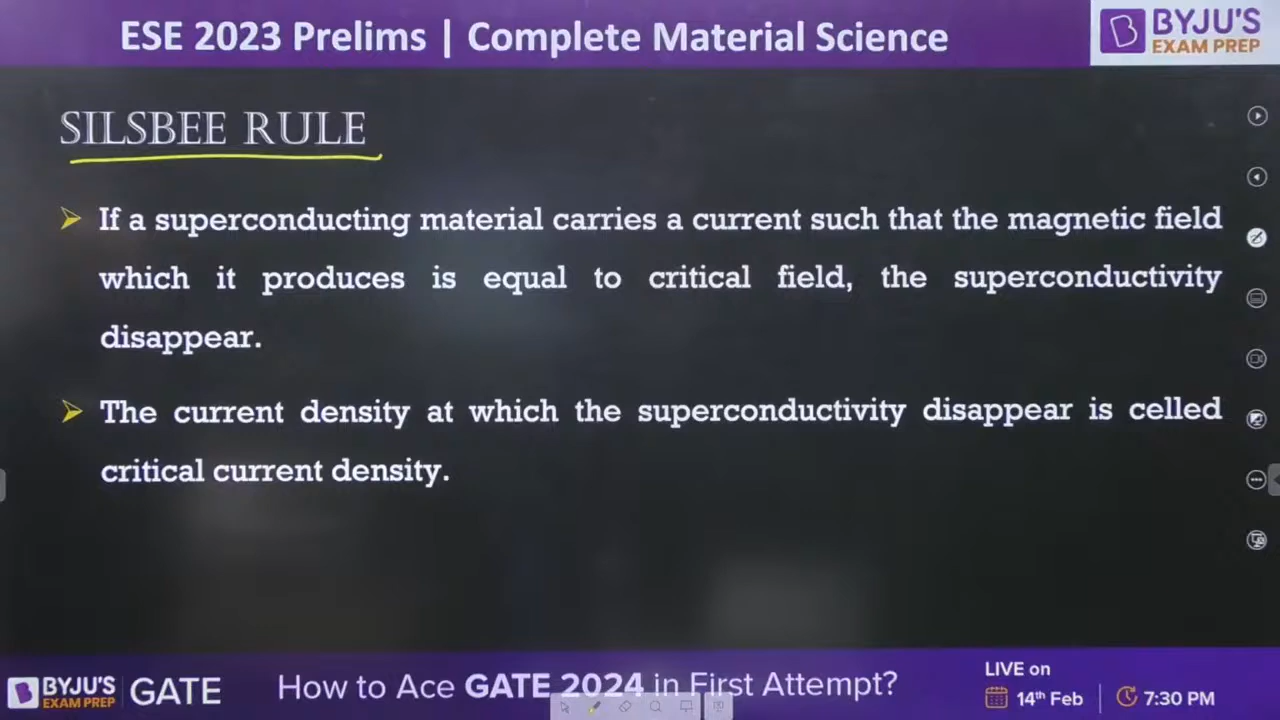 ESE 2023 Prelims | Complete Material Science
BYJU'S
EXAM PREP
SILSBEE RULE
If a superconducting material carries a current such that the magnetic field
which it produces is equal to critical field, the superconductivity
disappear.
The current density at which the superconductivity disappear is celled
critical current density.
BYJU'S
EXAM PREP
GATE
How to Ace GATE 2024 in First Attempt?
LIVE on
14th Feb
7:30 PM